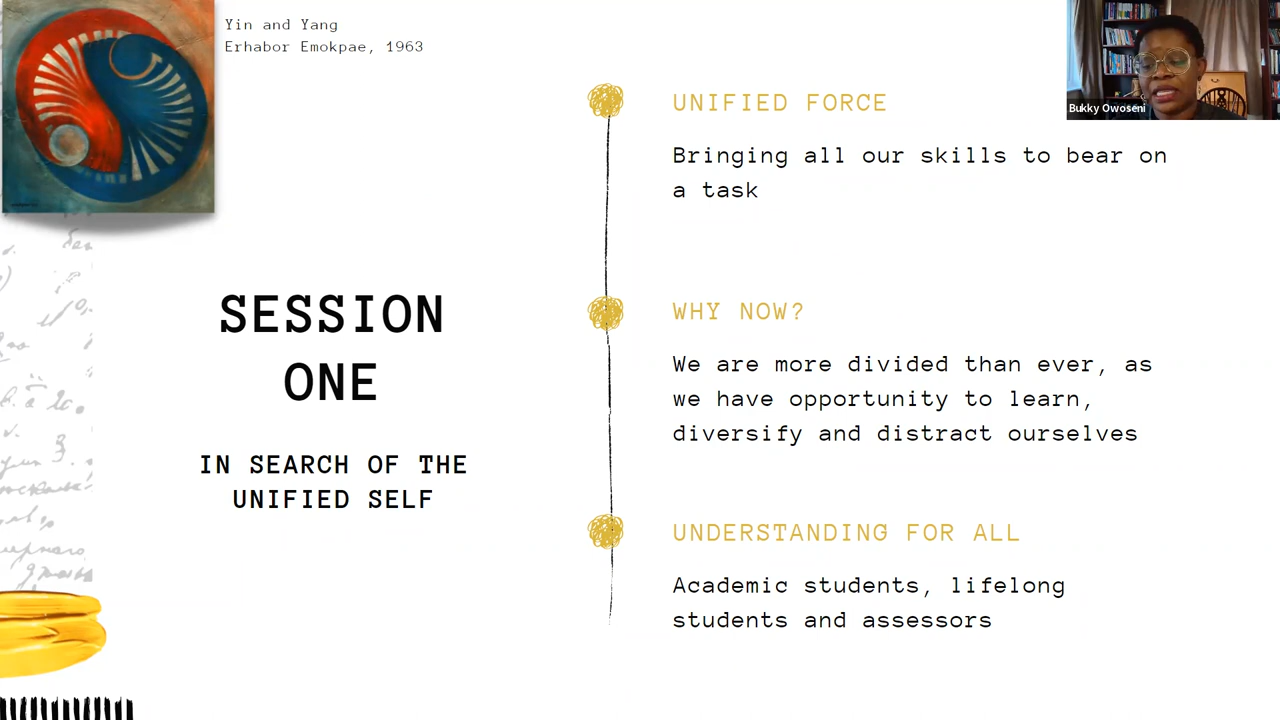 Yin and Yang
Erhabor Emokpae, 1963
Bukky Owoseni
SESSION
ONE
IN SEARCH OF THE
UNIFIED SELF
UNIFIED FORCE
Bringing all our skills to bear on
a task
WHY NOW?
We are more divided than ever, as
we have opportunity to learn,
diversify and distract ourselves
UNDERSTANDING FOR ALL
Academic students, lifelong
students and assessors